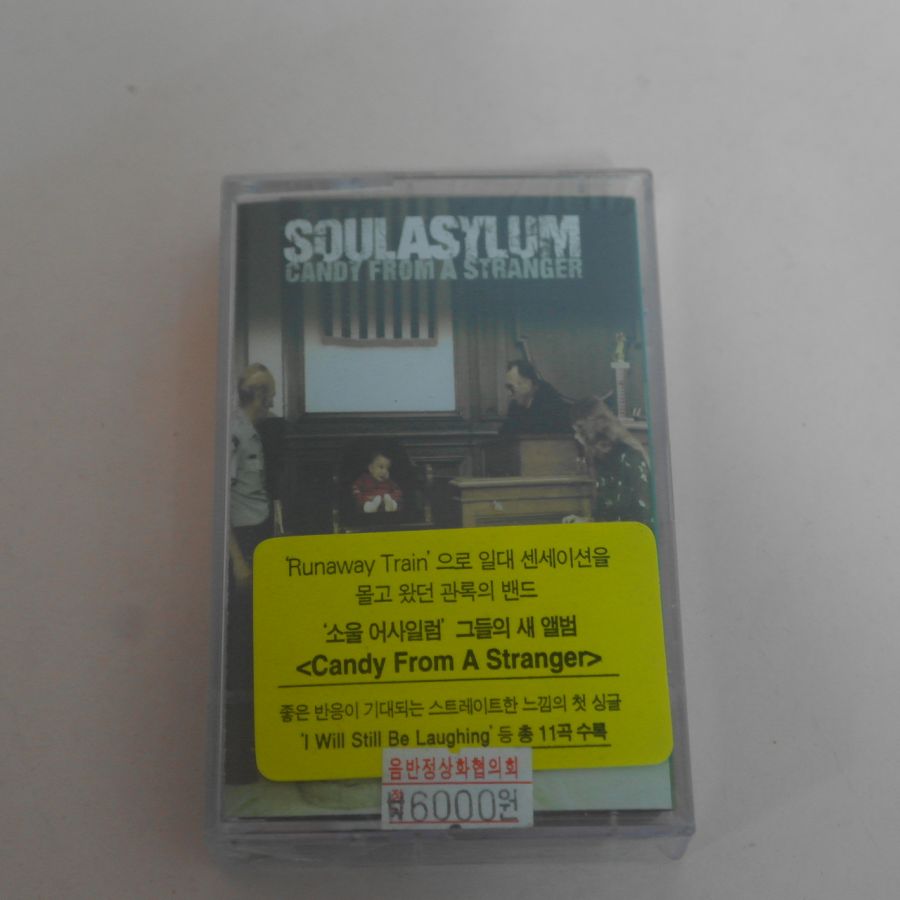 SOUL ASYLUM
CANDY FROM A STRANGER
'Runaway Train' 으로 일대 센세이션을
몰고 왔던 관록의 밴드
'소울 어사일럼' 그들의 새 앨범
<Candy From A Stranger>
좋은 반응이 기대되는 스트레이트한 느낌의 첫 싱글
'I Will Still Be Laughing' 등 총 11곡 수록
음반정상화협의회
6000원